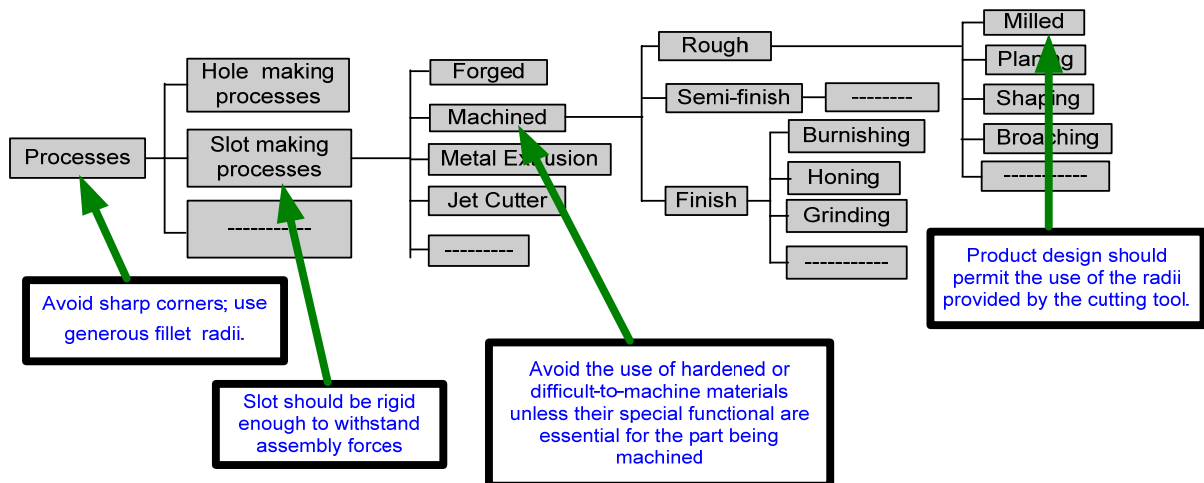 Processes
Hole making
processes
Slot making
processes
-----------
Forged
Machined
Metal Extrusion
Jet Cutter
---------
Rough
Semi-finish
--------
Finish
Burnishing
Honing
Grinding
-----------
Milled
Planing
Shaping
Broaching
-----------
Avoid sharp corners; use
generous fillet radii.
Slot should be rigid
enough to withstand
assembly forces
Avoid the use of hardened or
difficult-to-machine materials
unless their special functional are
essential for the part being
machined
Product design should
permit the use of the radii
provided by the cutting tool.